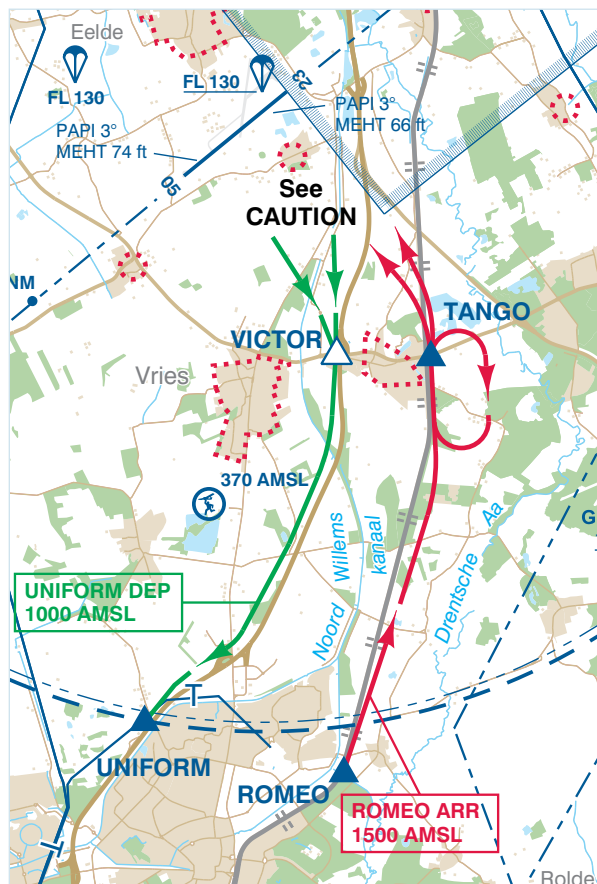 Eelde
FL 130
FL 130
23
PAPI 3°
MEHT 66 ft
PAPI 3°
MEHT 74 ft
05
See
CAUTION
NM
VICTOR
TANGO
Vries
370 AMSL
G
UNIFORM DEP
1000 AMSL
Noord Willems
kanaal
Drentsche Aa
T
UNIFORM
ROMEO
ROMEO ARR
1500 AMSL
T
Rolde